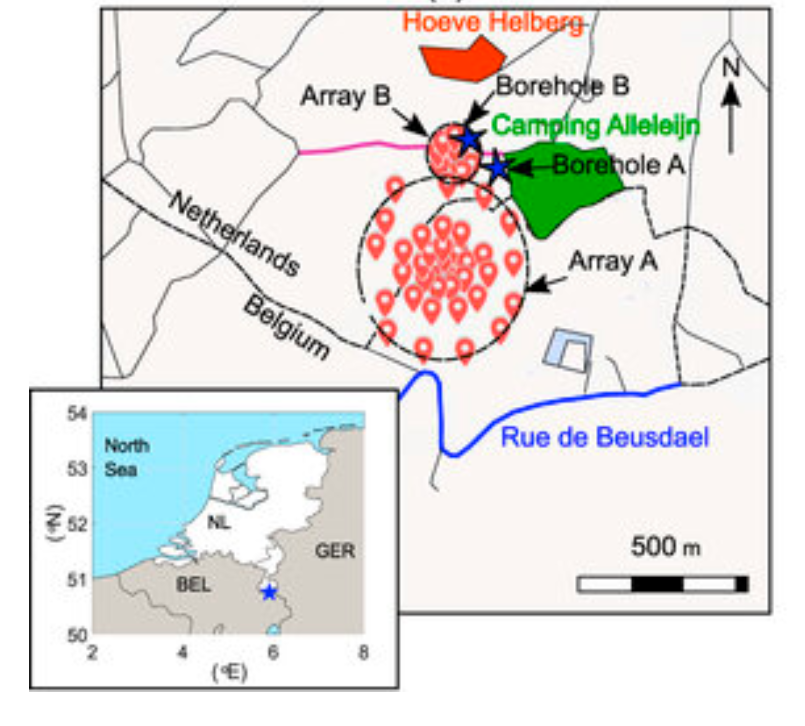 Hoeve Helberg
Array B
Borehole B
N
Camping Alleleijn
Borehole A
Netherlands
Array A
Belgium
Rue de Beusdael
500 m
54
North
Sea
53
(°N)
52
NL
GER
51
BEL
50
2
4
6
8
(°E)